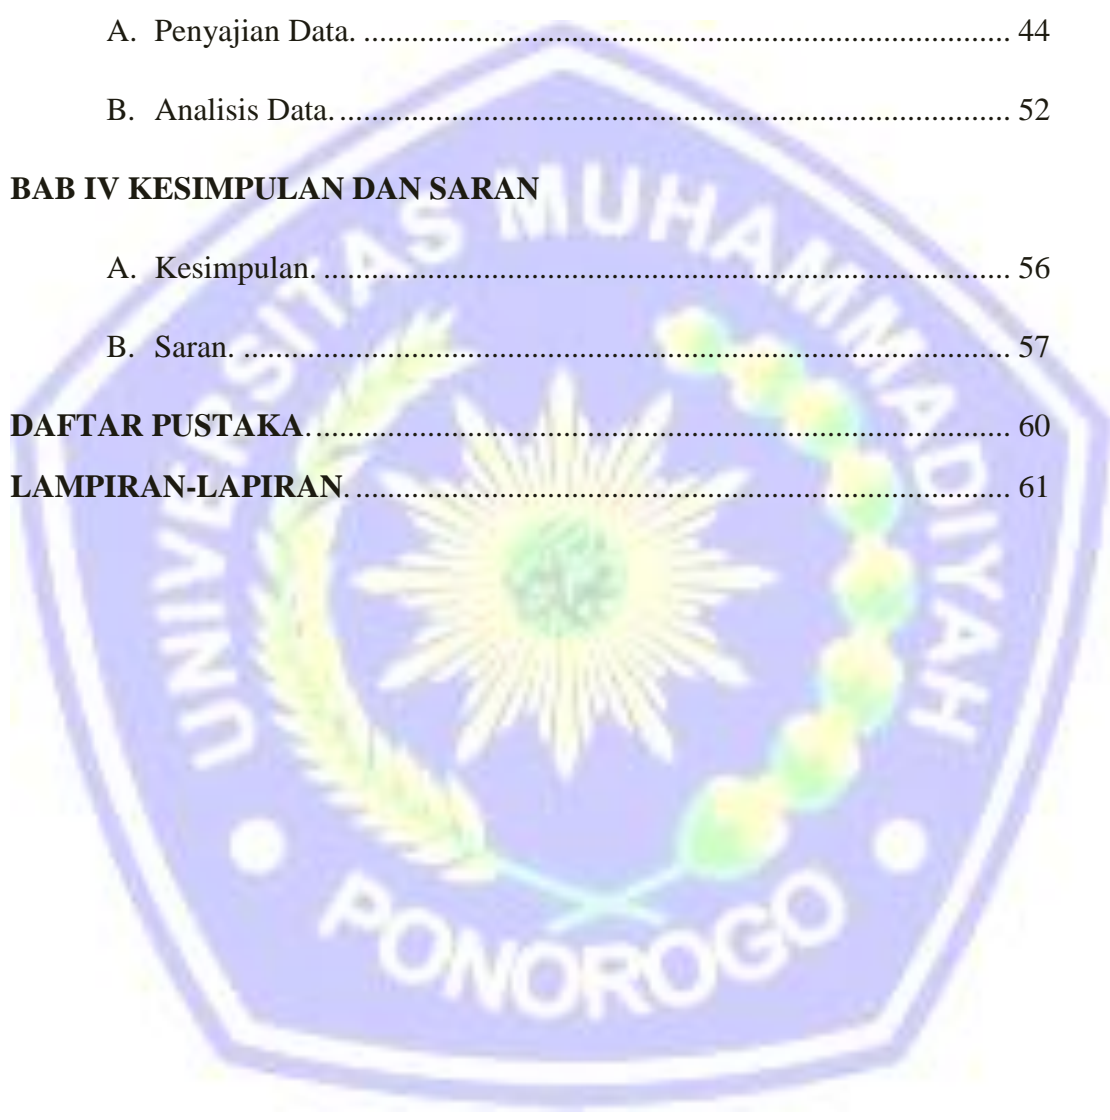 A. Penyajian Data. .................................................................................. 44
B. Analisis Data. ..................................................................................... 52
BAB IV KESIMPULAN DAN SARAN
A. Kesimpulan. ....................................................................................... 56
B. Saran. ................................................................................................. 57
DAFTAR PUSTAKA. ........................................................................................ 60
LAMPIRAN-LAPIRAN. ................................................................................... 61
UNIVERSITAS MUHAMMADIYAH
PONOROGO